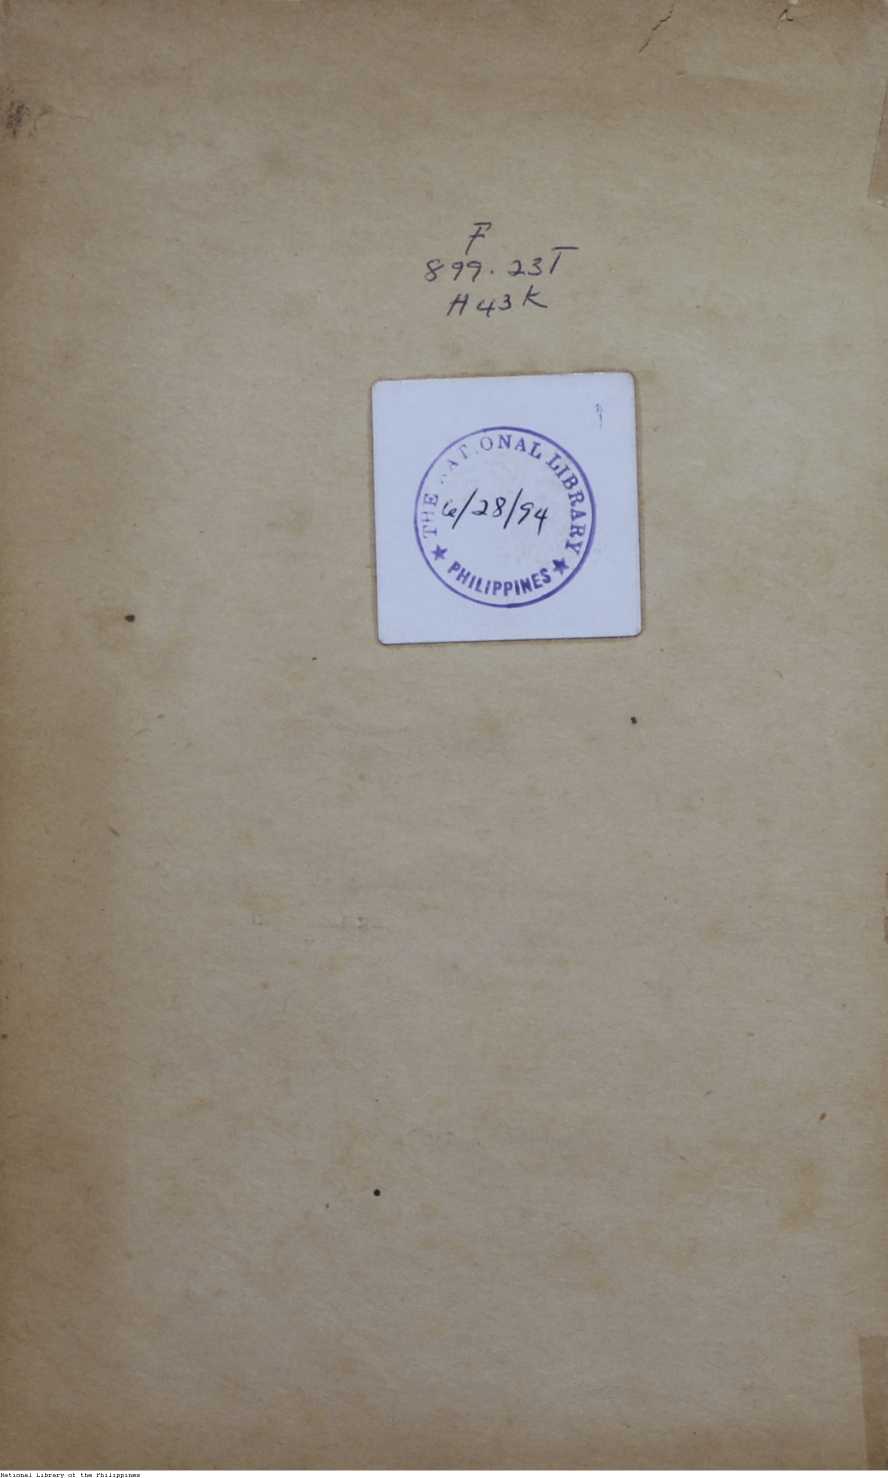 F
899.23T
H43K
THE NATIONAL LIBRARY
6/28/94
★ PHILIPPINES ★
National Library of the Philippines